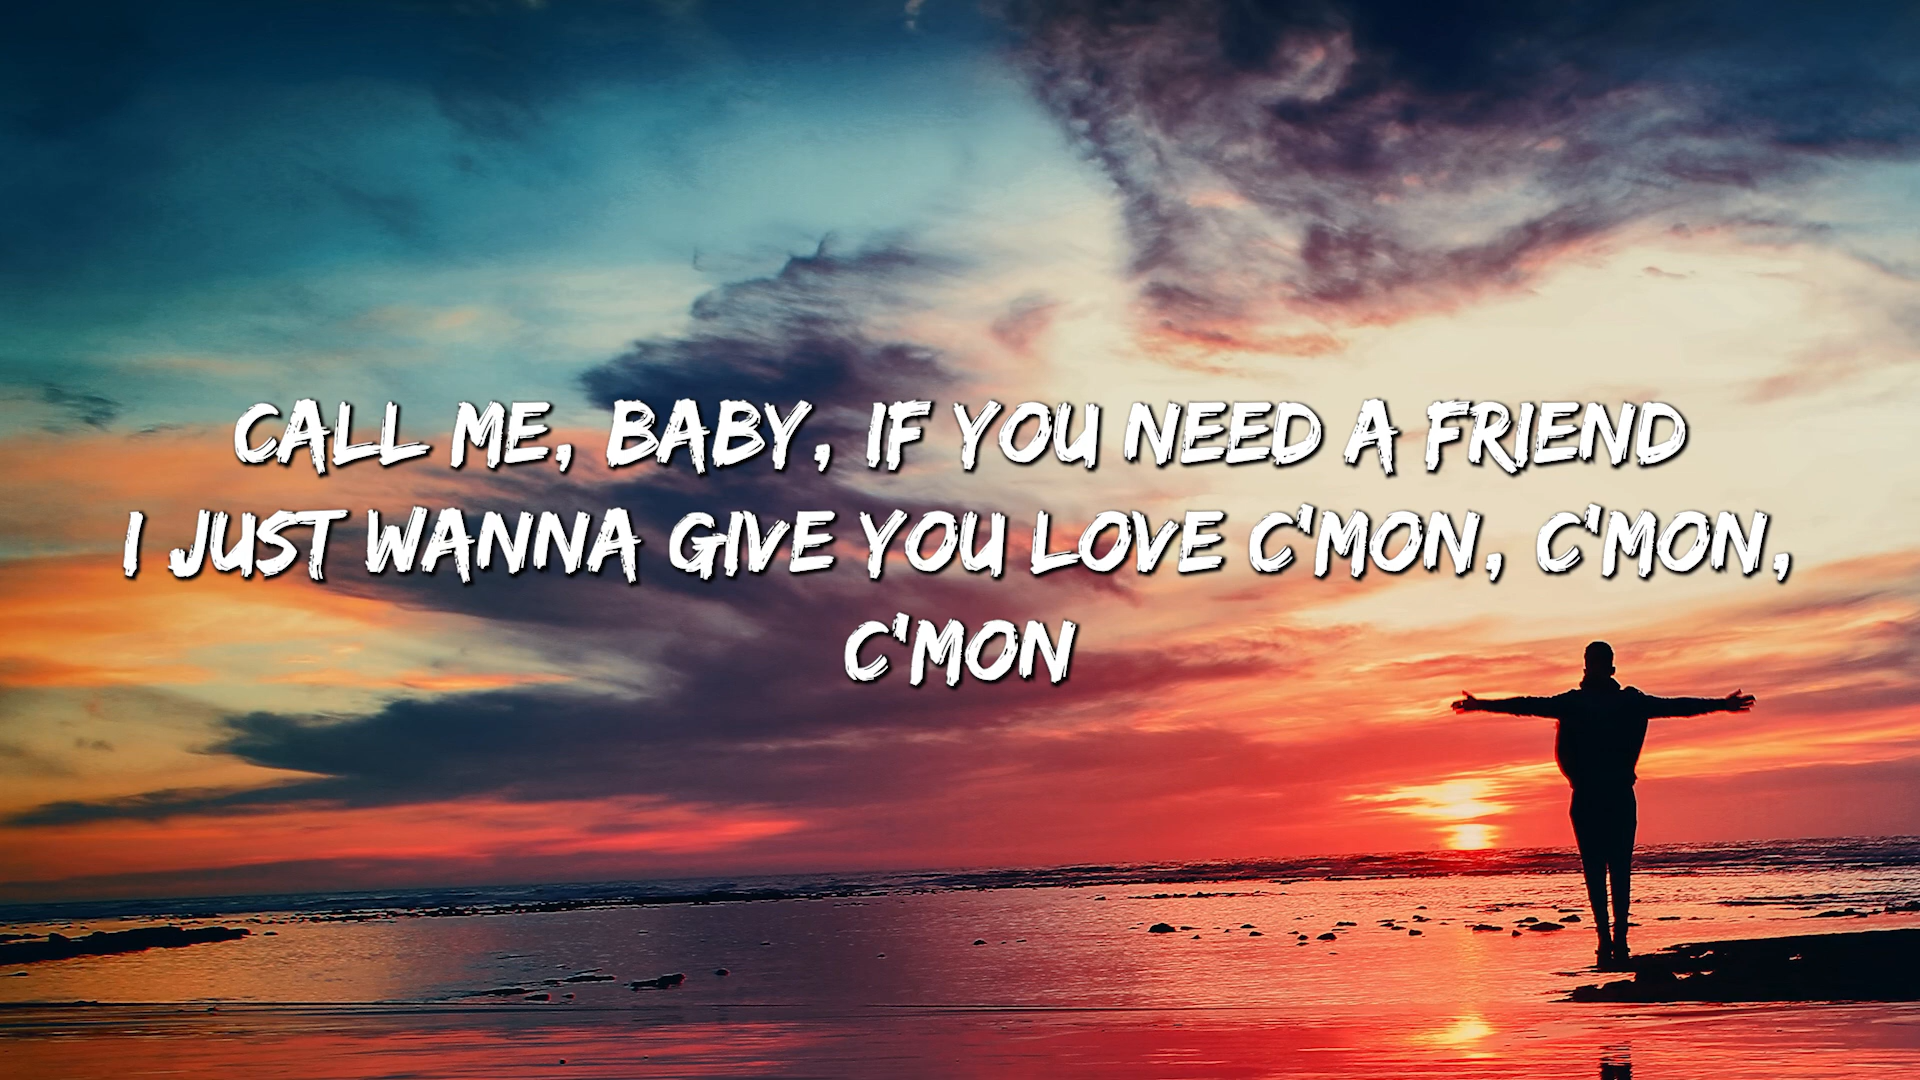 CALL ME, BABY, IF YOU NEED A FRIEND
I JUST WANNA GIVE YOU LOVE C'MON, C'MON,
C'MON